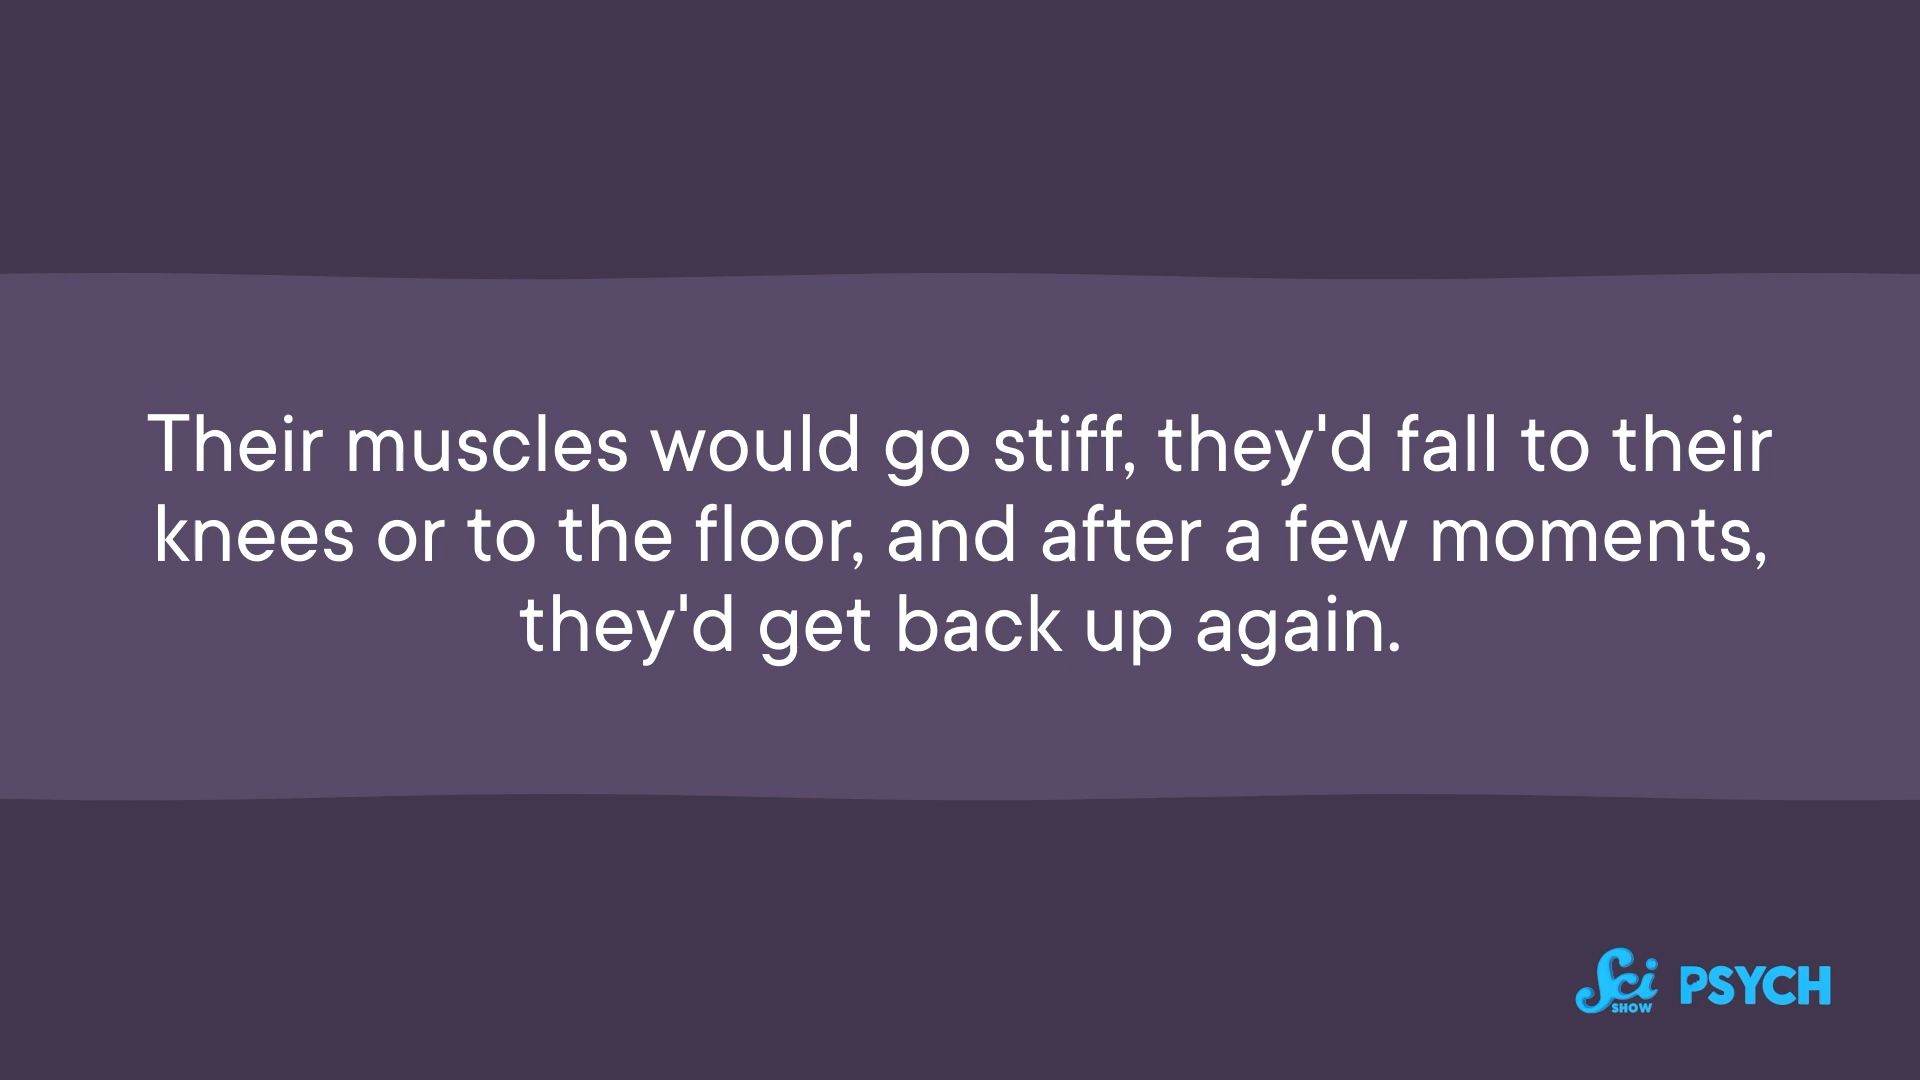 Their muscles would go stiff, they'd fall to their
knees or to the floor, and after a few moments,
they'd get back up again.
Sci SHOW PSYCH